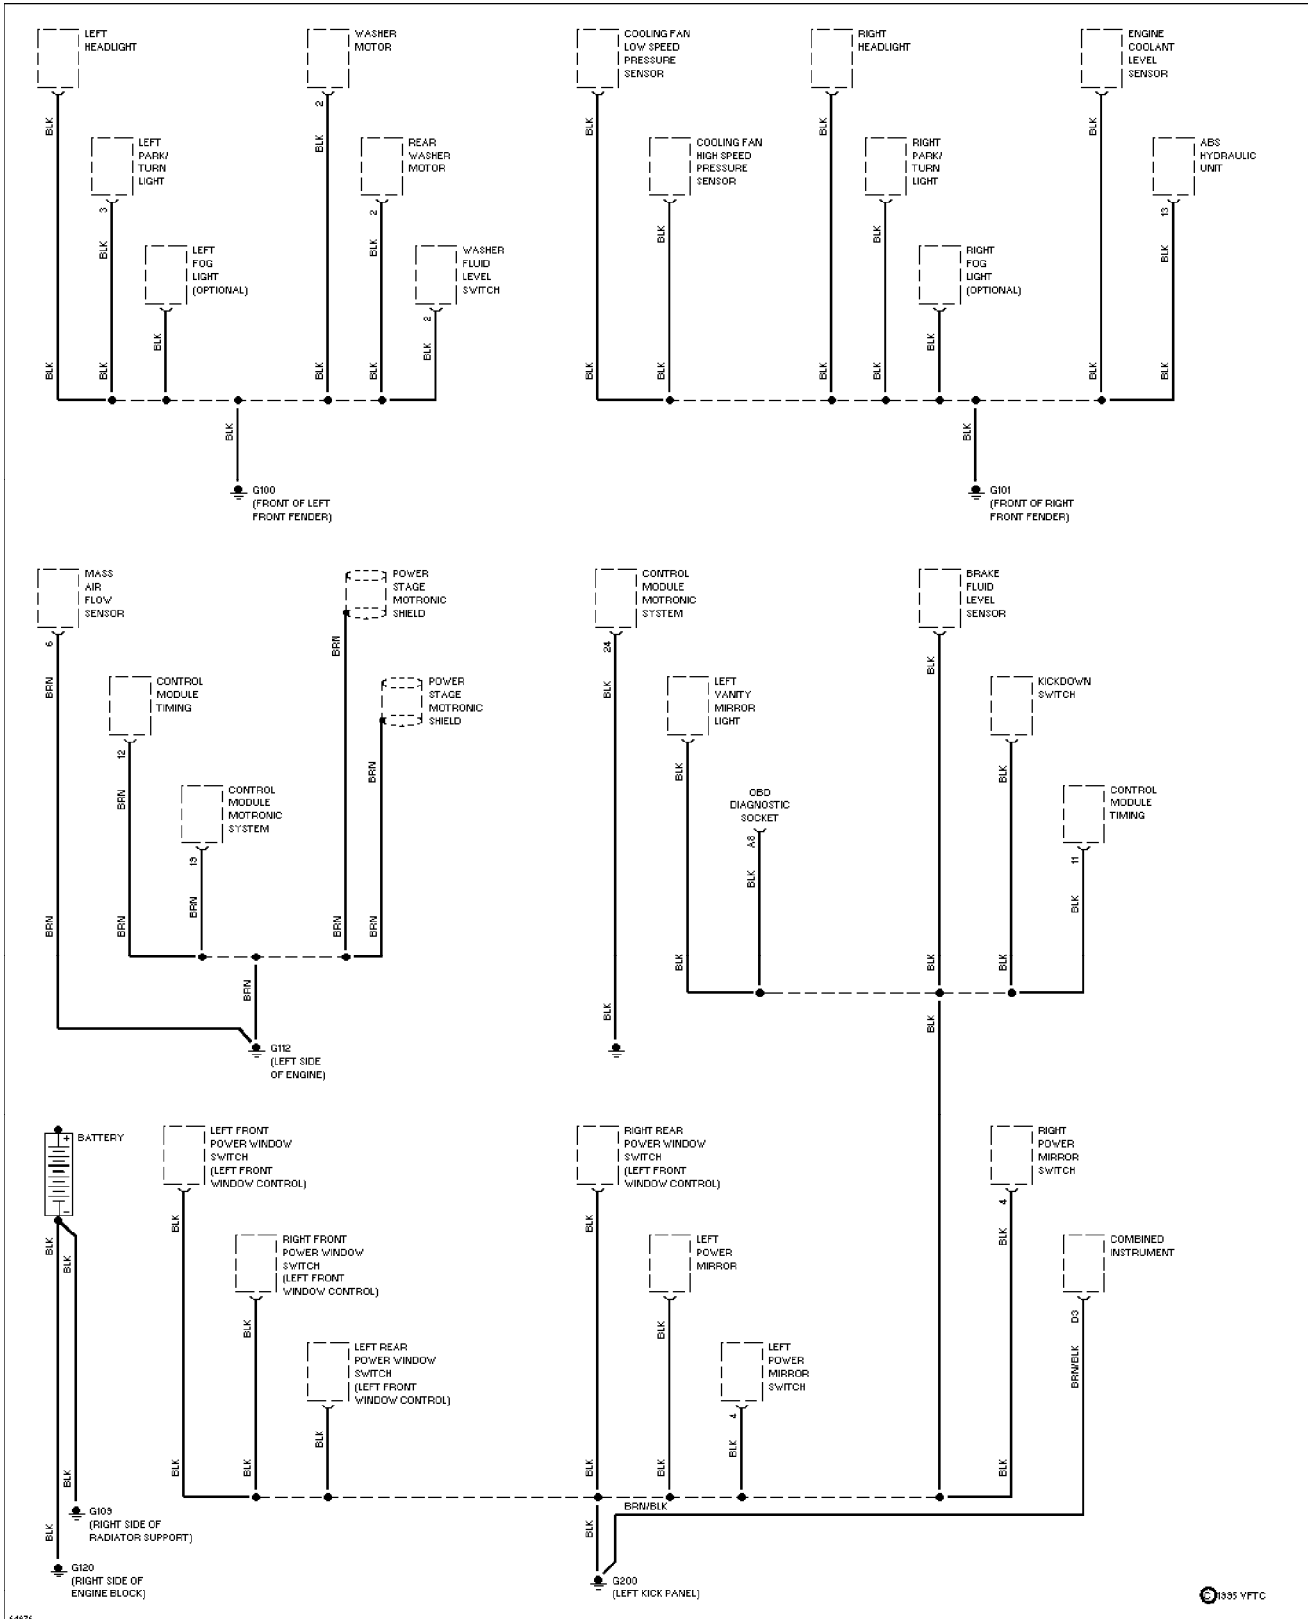 LEFT
HEADLIGHT
WASHER
MOTOR
COOLING FAN
LOW SPEED
PRESSURE
SENSOR
RIGHT
HEADLIGHT
ENGINE
COOLANT
LEVEL
SENSOR
BLK
2
BLK
BLK
BLK
BLK
LEFT
PARK/
TURN
LIGHT
REAR
WASHER
MOTOR
COOLING FAN
HIGH SPEED
PRESSURE
SENSOR
RIGHT
PARK/
TURN
LIGHT
ABS
HYDRAULIC
UNIT
3
BLK
2
BLK
BLK
BLK
13
BLK
LEFT
FOG
LIGHT
(OPTIONAL)
WASHER
FLUID
LEVEL
SWITCH
RIGHT
FOG
LIGHT
(OPTIONAL)
BLK
2
BLK
BLK
BLK
BLK
BLK
BLK
BLK
BLK
BLK
BLK
BLK
BLK
BLK
BLK
G100
(FRONT OF LEFT
FRONT FENDER)
G101
(FRONT OF RIGHT
FRONT FENDER)
MASS
AIR
FLOW
SENSOR
POWER
STAGE
MOTRONIC
SHIELD
CONTROL
MODULE
MOTRONIC
SYSTEM
BRAKE
FLUID
LEVEL
SENSOR
6
BRN
BRN
24
BLK
BLK
CONTROL
MODULE
TIMING
POWER
STAGE
MOTRONIC
SHIELD
LEFT
VANITY
MIRROR
LIGHT
KICKDOWN
SWITCH
12
BRN
BRN
BLK
BLK
CONTROL
MODULE
MOTRONIC
SYSTEM
OBD
DIAGNOSTIC
SOCKET
CONTROL
MODULE
TIMING
19
BRN
A8
BLK
11
BLK
BRN
BRN
BRN
BRN
BLK
BLK
BLK
BRN
BLK
BLK
G112
(LEFT SIDE
OF ENGINE)
BATTERY
+
-
LEFT FRONT
POWER WINDOW
SWITCH
(LEFT FRONT
WINDOW CONTROL)
RIGHT REAR
POWER WINDOW
SWITCH
(LEFT FRONT
WINDOW CONTROL)
RIGHT
POWER
MIRROR
SWITCH
BLK
BLK
4
BLK
BLK
BLK
RIGHT FRONT
POWER WINDOW
SWITCH
(LEFT FRONT
WINDOW CONTROL)
LEFT
POWER
MIRROR
COMBINED
INSTRUMENT
BLK
BLK
D3
BRN/BLK
LEFT REAR
POWER WINDOW
SWITCH
(LEFT FRONT
WINDOW CONTROL)
LEFT
POWER
MIRROR
SWITCH
BLK
4
BLK
BLK
BLK
BLK
BLK
BLK
BLK
BRN/BLK
BLK
BLK
G109
(RIGHT SIDE OF
RADIATOR SUPPORT)
G120
(RIGHT SIDE OF
ENGINE BLOCK)
G200
(LEFT KICK PANEL)
© 1995 VFTC